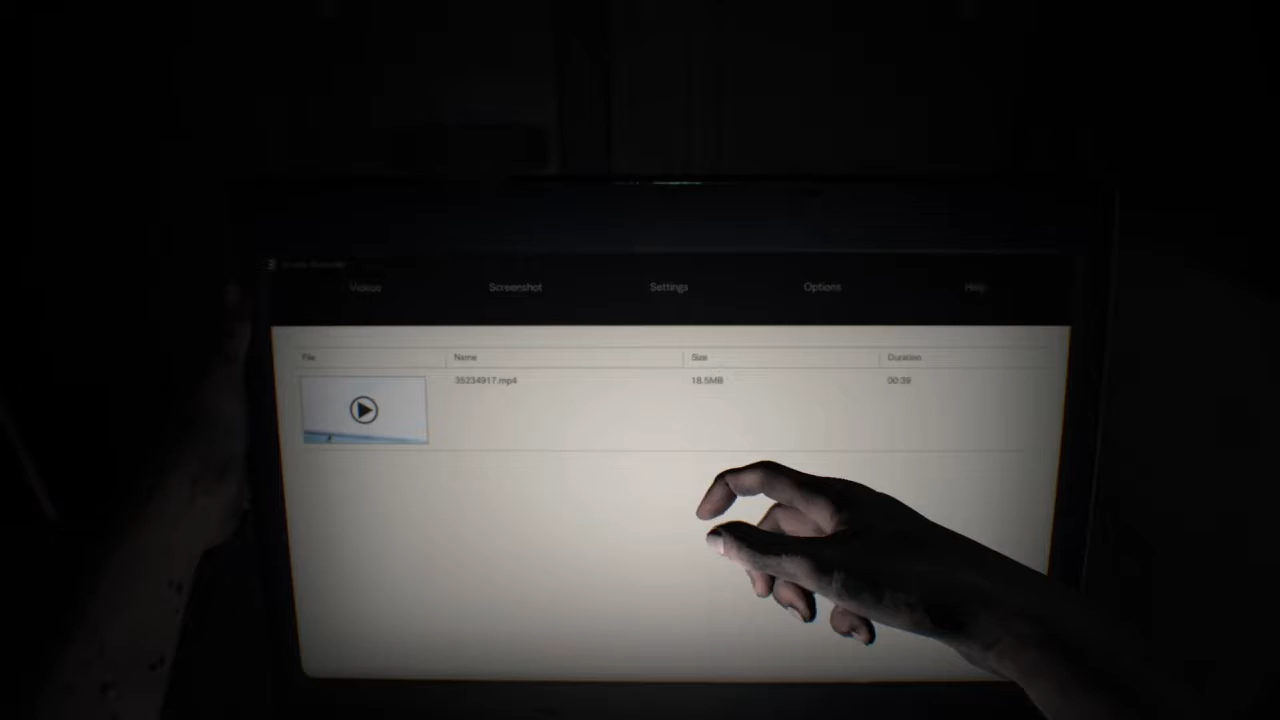 Videos Screenshot Settings Options Help
File Name Size Duration
35234917.mp4 18.5MB 00:39